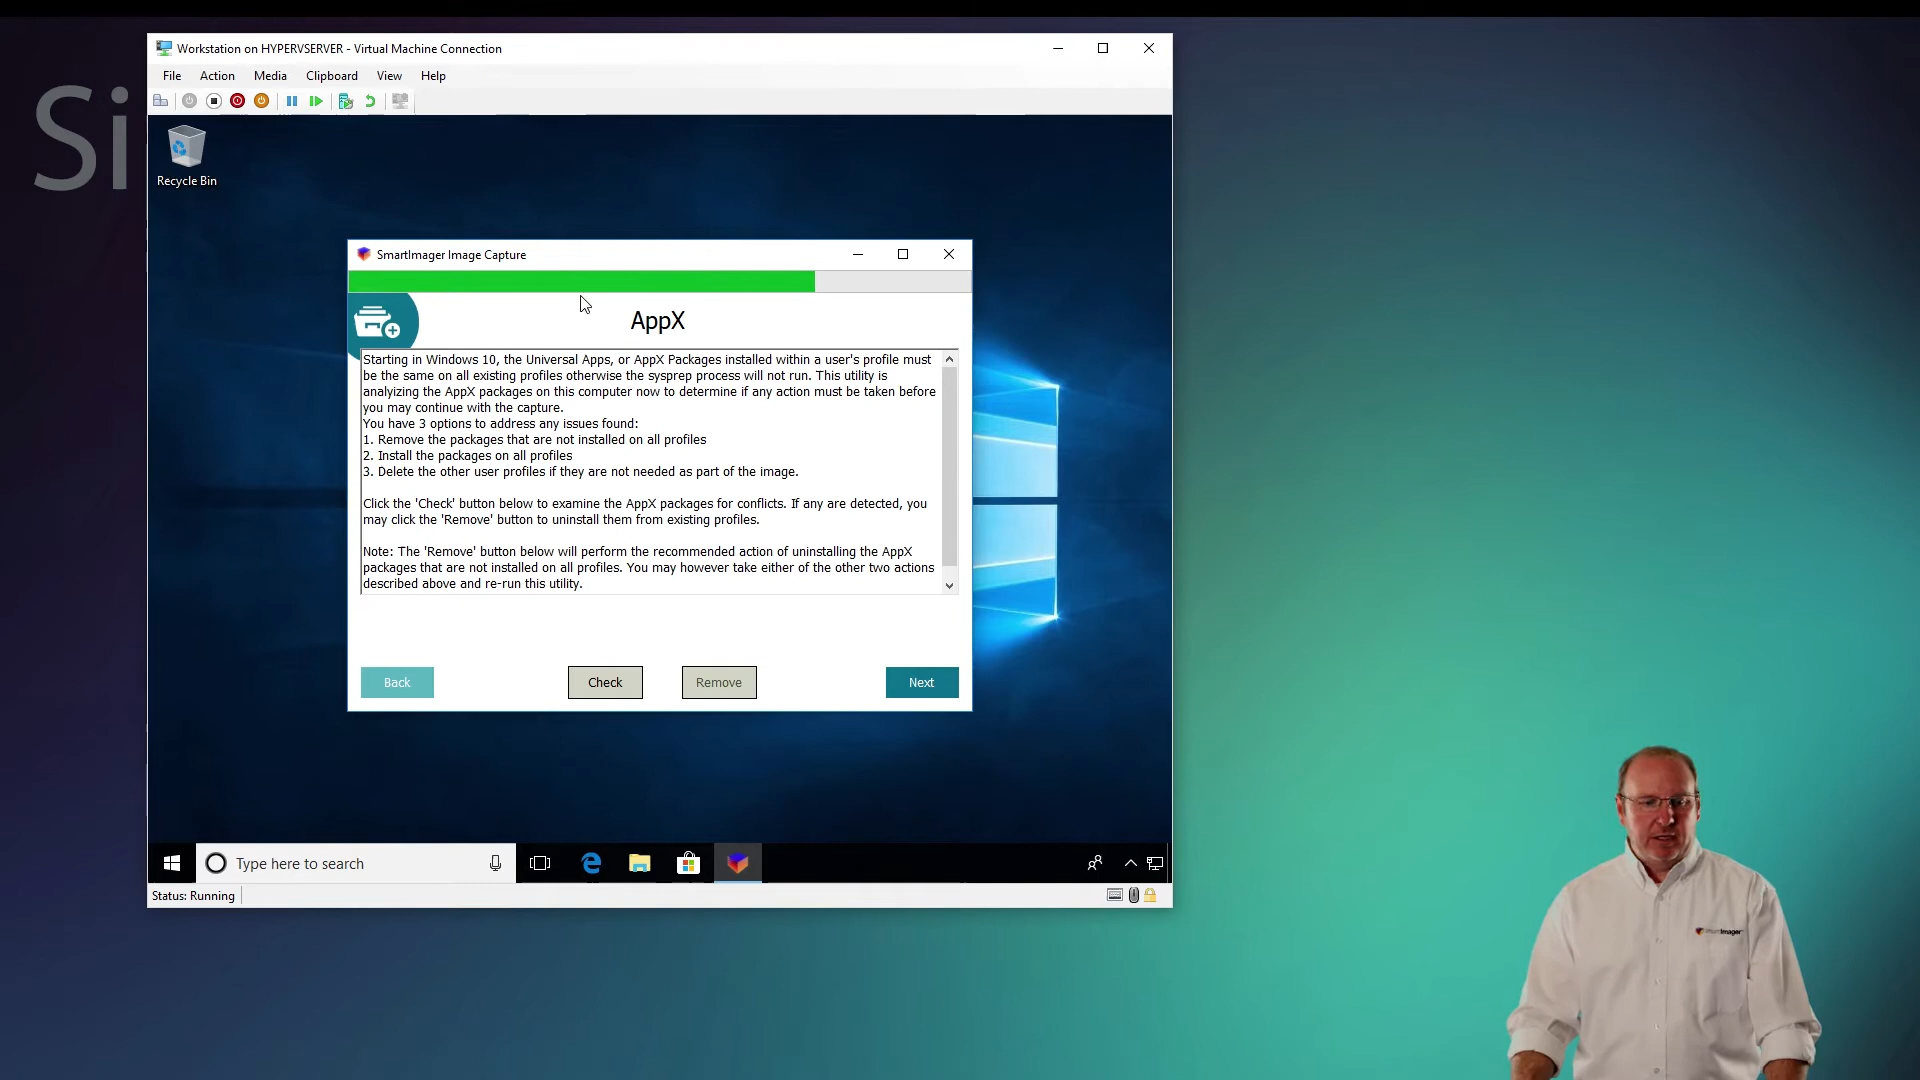 Si
Workstation on HYPERVSERVER - Virtual Machine Connection
File Action Media Clipboard View Help
Recycle Bin
SmartImager Image Capture
AppX
Starting in Windows 10, the Universal Apps, or AppX Packages installed within a user's profile must
be the same on all existing profiles otherwise the sysprep process will not run. This utility is
analyizing the AppX packages on this computer now to determine if any action must be taken before
you may continue with the capture.
You have 3 options to address any issues found:
1. Remove the packages that are not installed on all profiles
2. Install the packages on all profiles
3. Delete the other user profiles if they are not needed as part of the image.
Click the 'Check' button below to examine the AppX packages for conflicts. If any are detected, you
may click the 'Remove' button to uninstall them from existing profiles.
Note: The 'Remove' button below will perform the recommended action of uninstalling the AppX
packages that are not installed on all profiles. You may however take either of the other two actions
described above and re-run this utility.
Back Check Remove Next
Type here to search
Status: Running
SmartImager